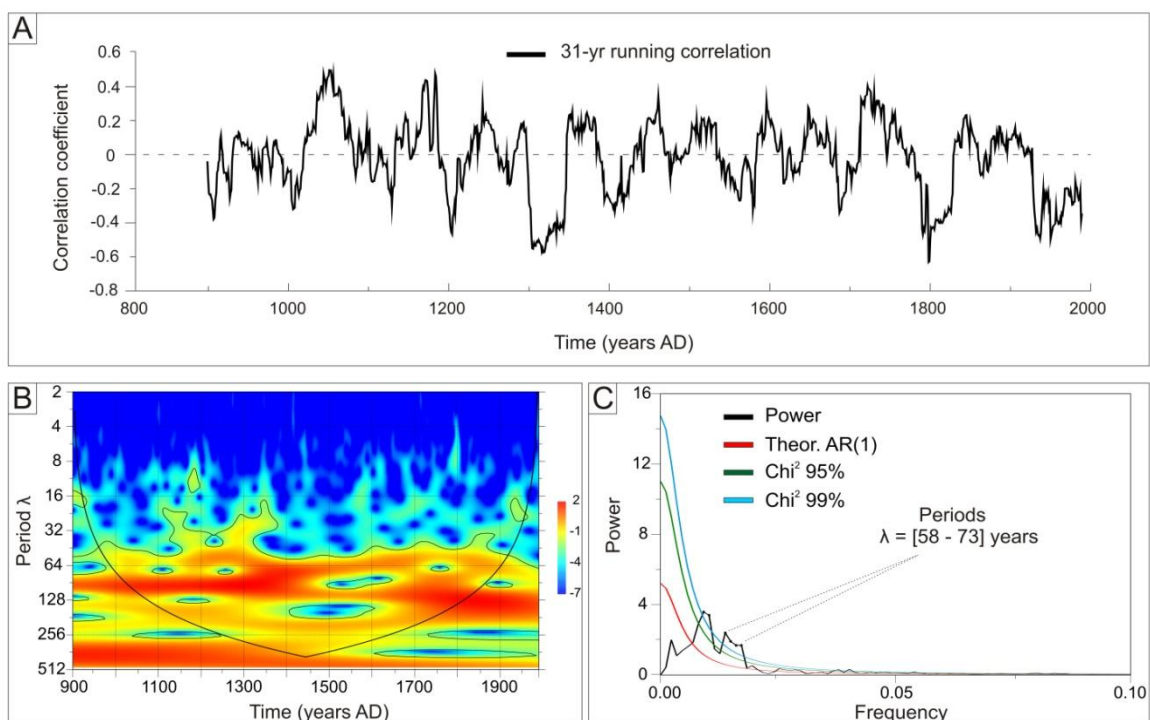 A
31-yr running correlation
Correlation coefficient
0.6
0.4
0.2
0
-0.2
-0.4
-0.6
-0.8
800 1000 1200 1400 1600 1800 2000
Time (years AD)
B
Period λ
2
4
8
16
32
64
128
256
512
2
-1
-4
-7
900 1100 1300 1500 1700 1900
Time (years AD)
C
Power
16
12
8
4
0
Power
Theor. AR(1)
Chi² 95%
Chi² 99%
Periods
λ = [58 - 73] years
0.00 0.05 0.10
Frequency